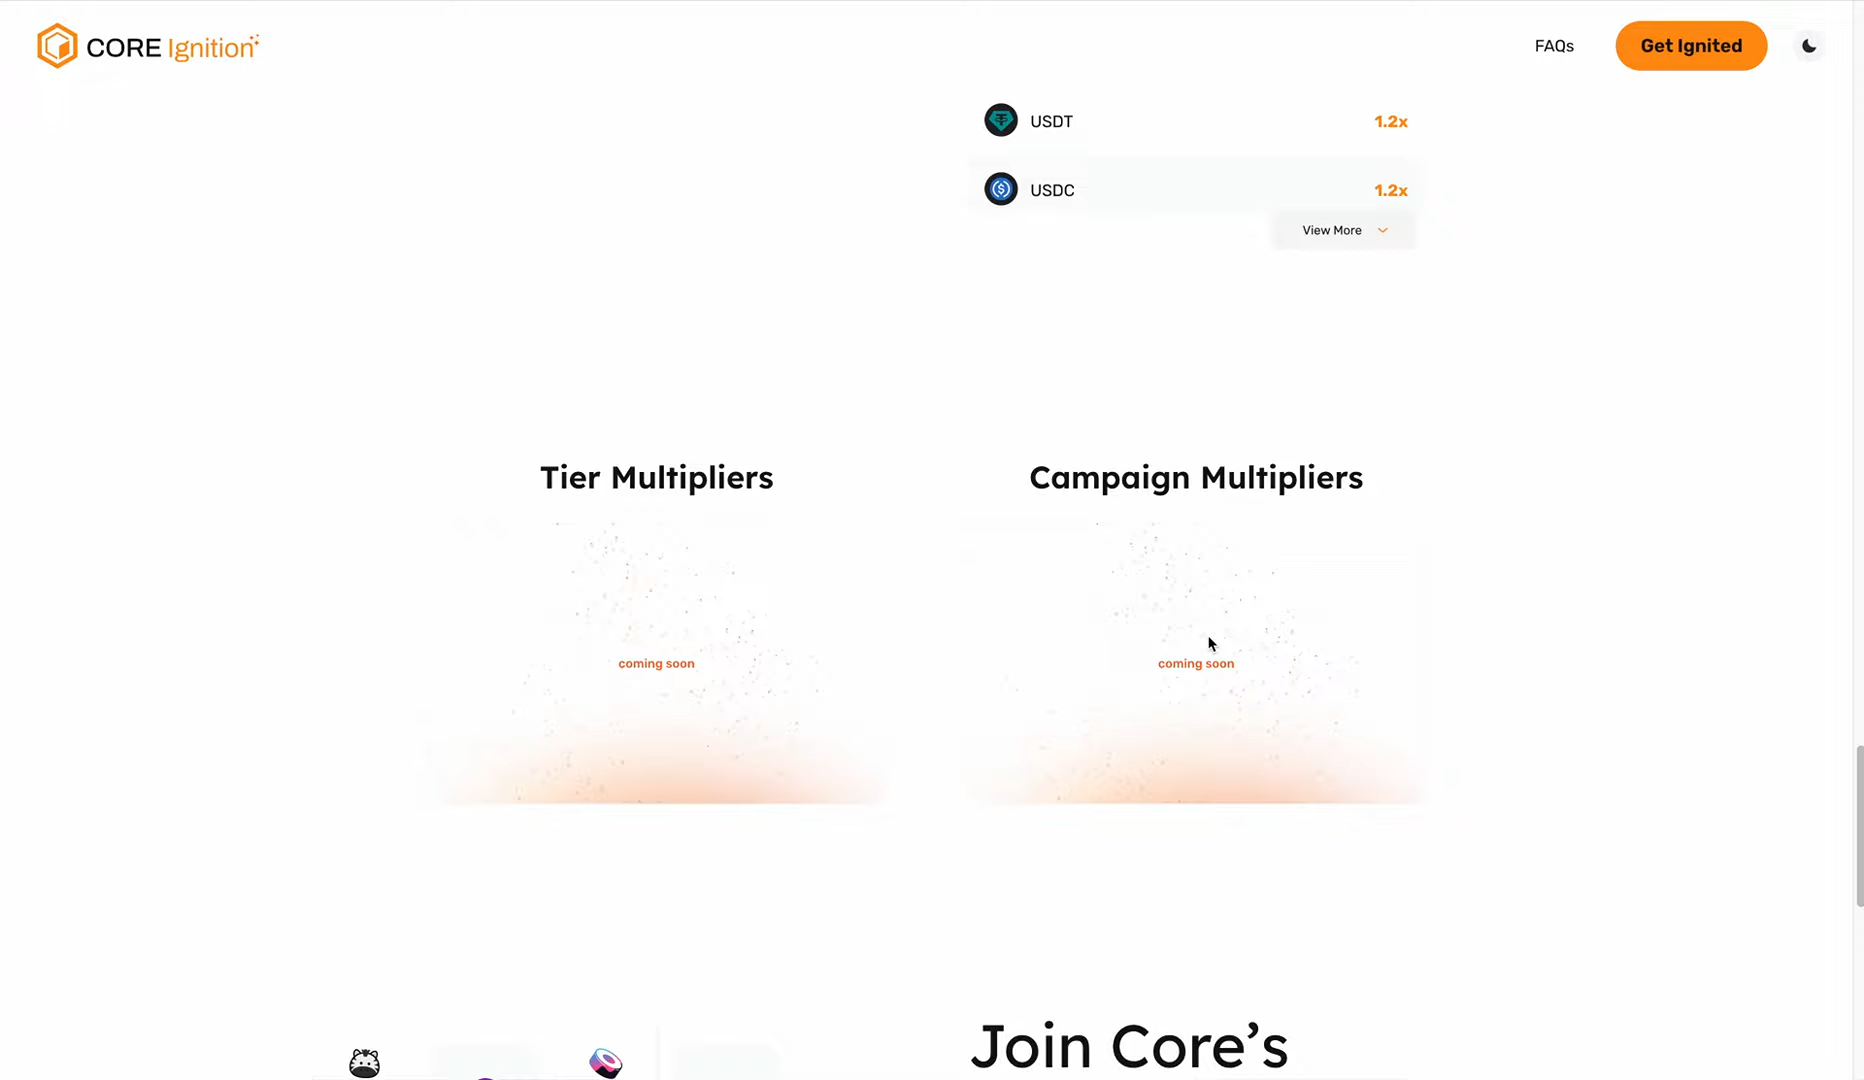 CORE Ignition
FAQs
Get Ignited
USDT
1.2x
USDC
1.2x
View More
Tier Multipliers
Campaign Multipliers
coming soon
coming soon
Join Core’s